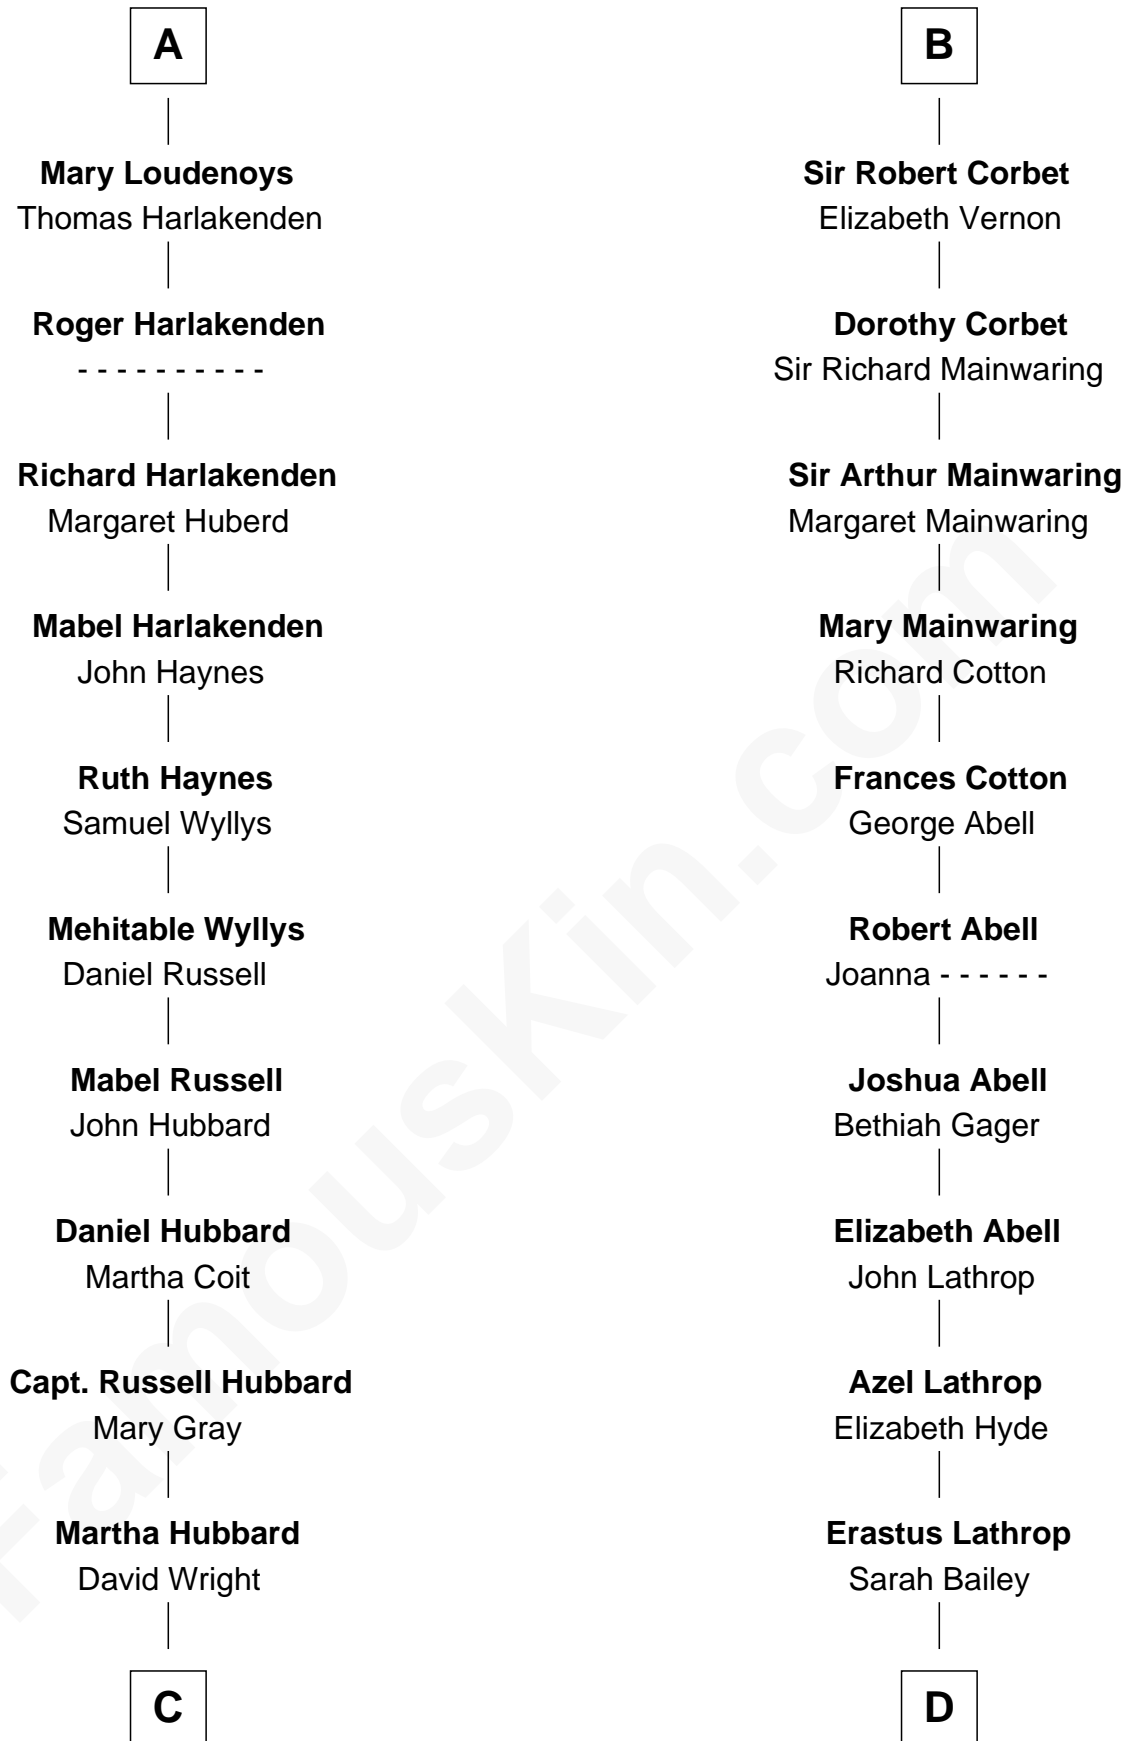 A
Mary Loudenoys
Thomas Harlakenden
Roger Harlakenden
- - - - - - - - - -
Richard Harlakenden
Margaret Huberd
Mabel Harlakenden
John Haynes
Ruth Haynes
Samuel Wyllys
Mehitable Wyllys
Daniel Russell
Mabel Russell
John Hubbard
Daniel Hubbard
Martha Coit
Capt. Russell Hubbard
Mary Gray
Martha Hubbard
David Wright
C
B
Sir Robert Corbet
Elizabeth Vernon
Dorothy Corbet
Sir Richard Mainwaring
Sir Arthur Mainwaring
Margaret Mainwaring
Mary Mainwaring
Richard Cotton
Frances Cotton
George Abell
Robert Abell
Joanna - - - - - -
Joshua Abell
Bethiah Gager
Elizabeth Abell
John Lathrop
Azel Lathrop
Elizabeth Hyde
Erastus Lathrop
Sarah Bailey
D
FamousKin.com